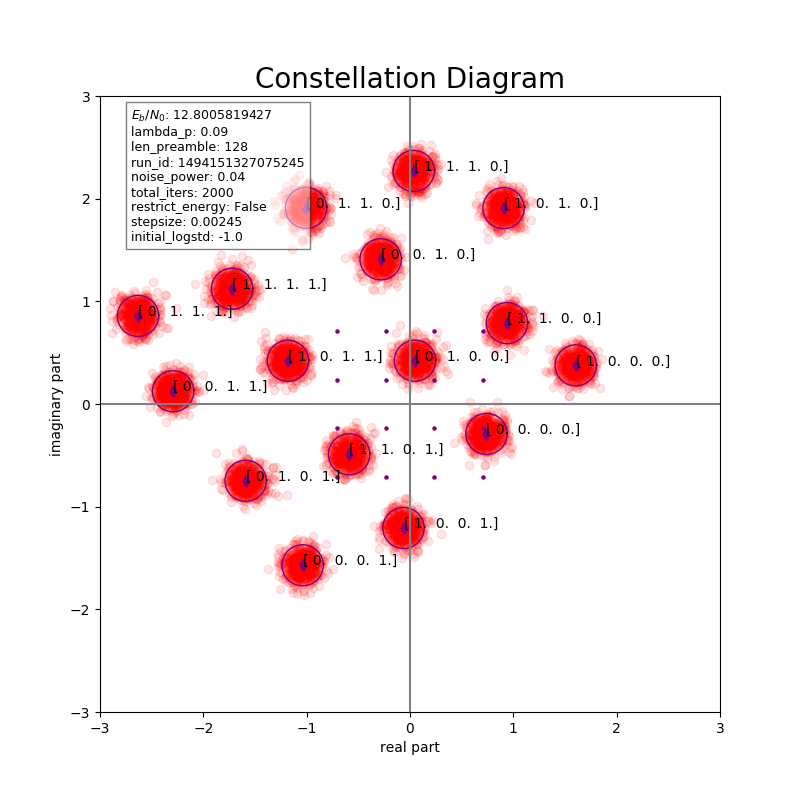 Constellation Diagram
3
2
1
0
−1
−2
−3
imaginary part
E_b/N_0: 12.8005819427
lambda_p: 0.09
len_preamble: 128
run_id: 1494151327075245
noise_power: 0.04
total_iters: 2000
restrict_energy: False
stepsize: 0.00245
initial_logstd: -1.0
[ 1. 1. 1. 0.]
[ 0. 1. 1. 0.]
[ 1. 0. 1. 0.]
[ 0. 0. 1. 0.]
[ 1. 1. 1. 1.]
[ 0. 1. 1. 1.]
[ 1. 1. 0. 0.]
[ 1. 0. 1. 1.]
[ 0. 1. 0. 0.]
[ 1. 0. 0. 0.]
[ 0. 0. 1. 1.]
[ 0. 0. 0. 0.]
[ 1. 1. 0. 1.]
[ 0. 1. 0. 1.]
[ 1. 0. 0. 1.]
[ 0. 0. 0. 1.]
−3 −2 −1 0 1 2 3
real part